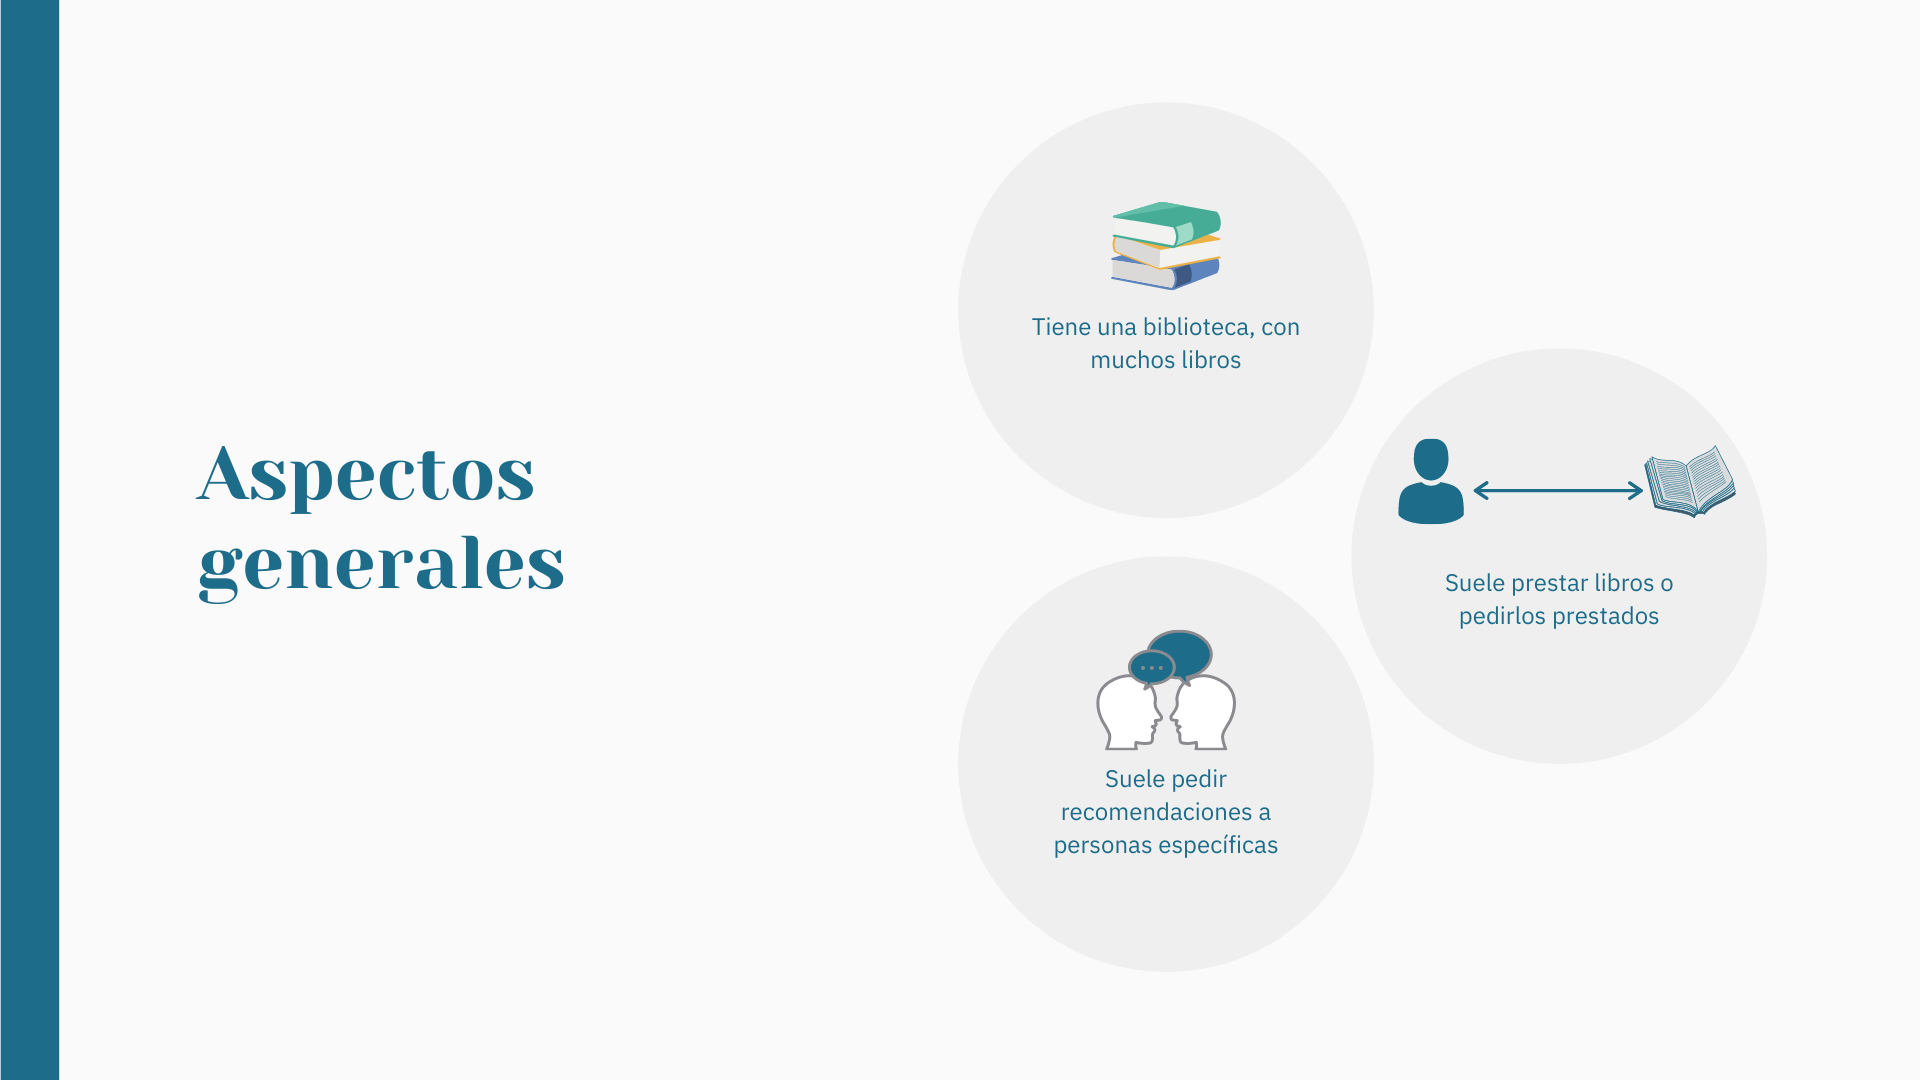 Aspectos
generales
Tiene una biblioteca, con
muchos libros
Suele prestar libros o
pedirlos prestados
Suele pedir
recomendaciones a
personas específicas